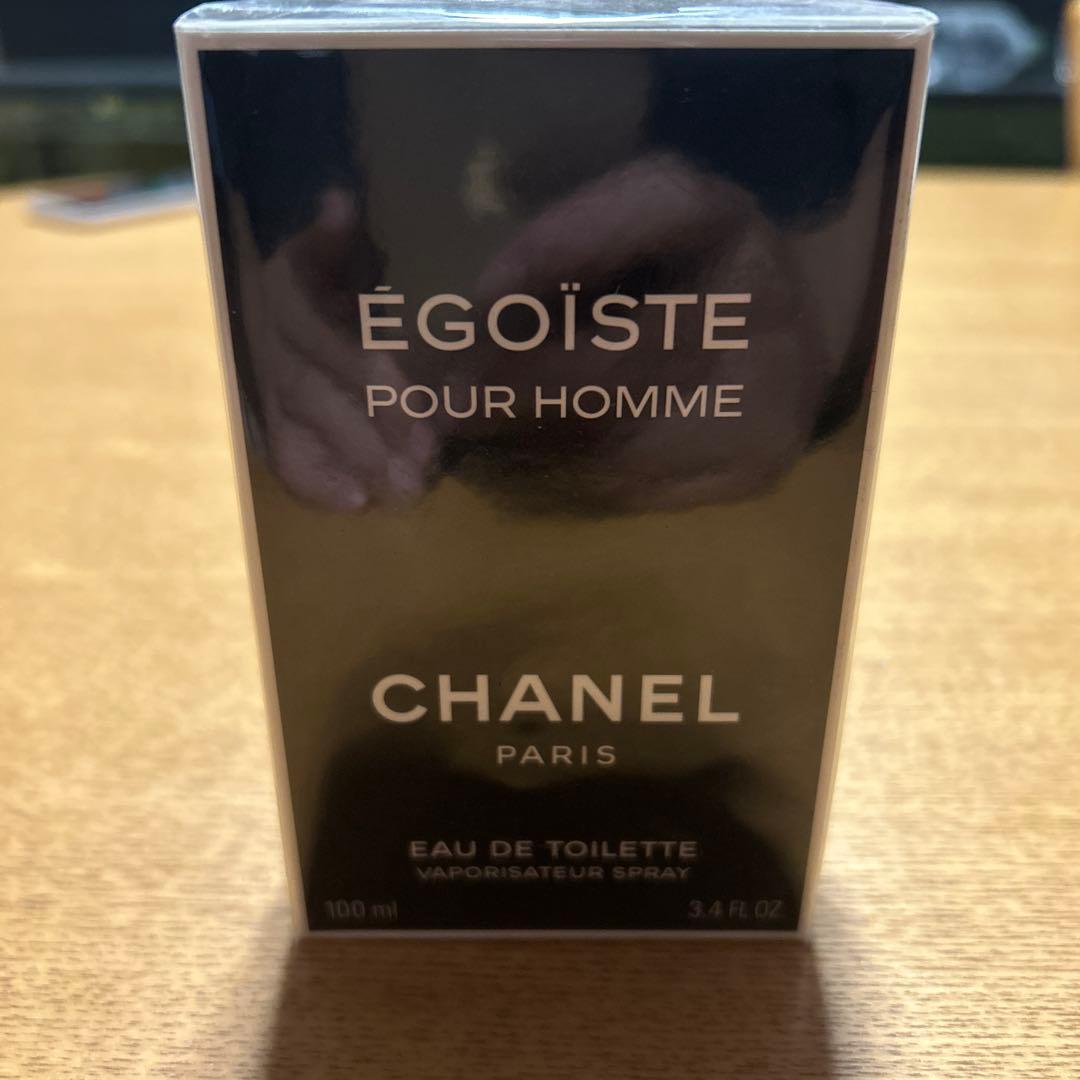 ÉGOÏSTE
POUR HOMME
CHANEL
PARIS
EAU DE TOILETTE
VAPORISATEUR SPRAY
100 ml 3.4 FL OZ